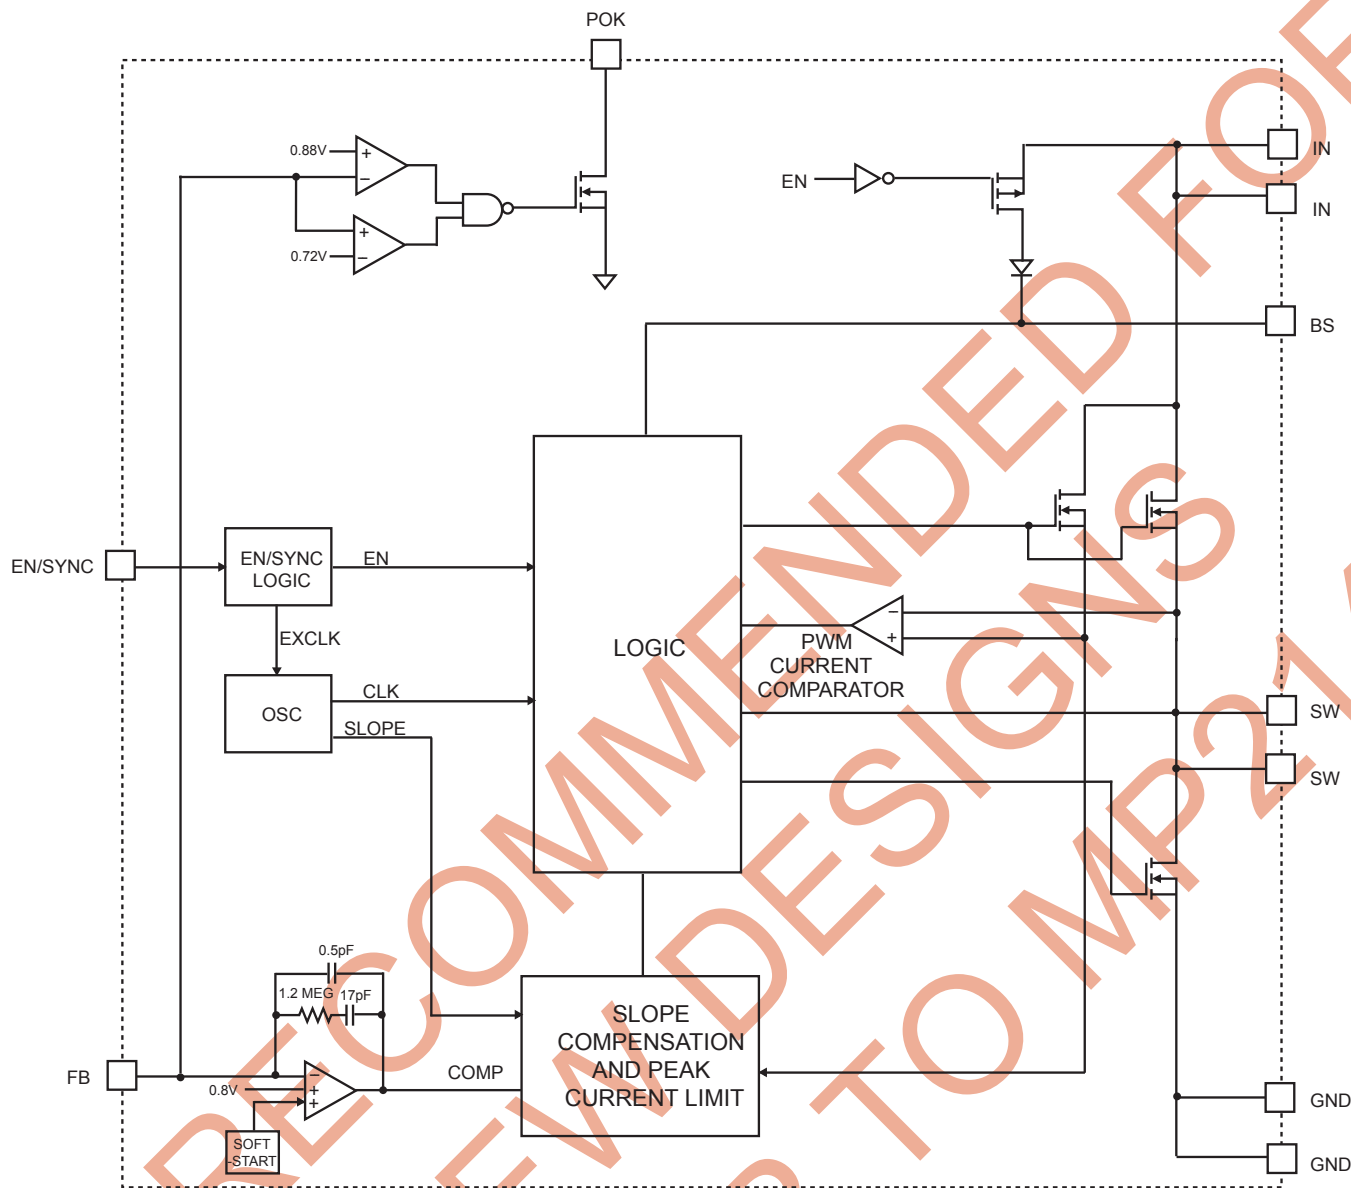 POK
0.88V
+
−
0.72V
+
−
EN
IN
IN
BS
EN/SYNC
EN/SYNC
LOGIC
EN
EXCLK
OSC
CLK
SLOPE
LOGIC
−
+
PWM
CURRENT
COMPARATOR
SW
SW
0.5pF
1.2 MEG
17pF
FB
0.8V
−
+
+
SOFT
-START
COMP
SLOPE
COMPENSATION
AND PEAK
CURRENT LIMIT
GND
GND
RECOMMENDED FOR
EW DESIGNS
R TO MP21